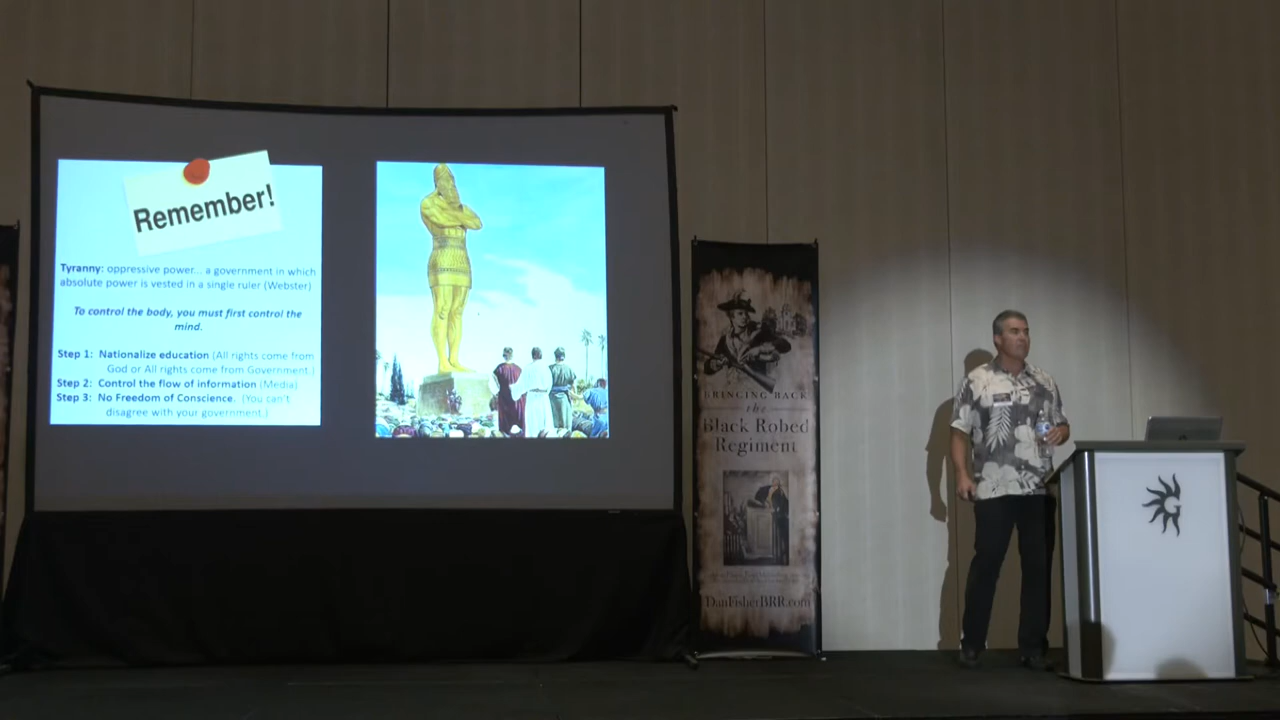 Remember!
Tyranny: oppressive power... a government in which
absolute power is vested in a single ruler (Webster)
To control the body, you must first control the
mind.
Step 1: Nationalize education (All rights come from
God or All rights come from Government.)
Step 2: Control the flow of information (Media)
Step 3: No Freedom of Conscience. (You can't
disagree with your government.)
BRINGING BACK
the
Black Robed
Regiment
DanFisherBRR.com